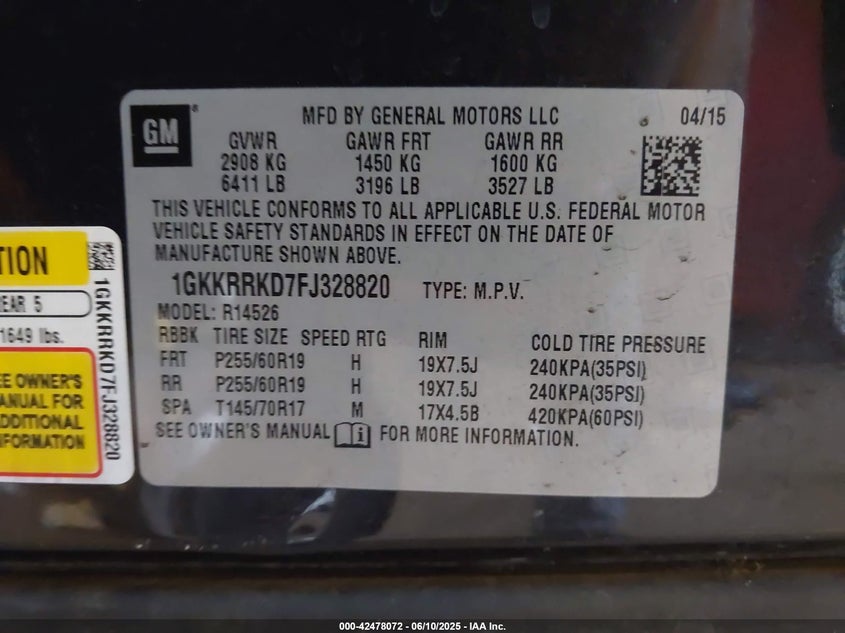 GM
®
MFD BY GENERAL MOTORS LLC
04/15
GVWR GAWR FRT GAWR RR
2908 KG 1450 KG 1600 KG
6411 LB 3196 LB 3527 LB
THIS VEHICLE CONFORMS TO ALL APPLICABLE U.S. FEDERAL MOTOR
VEHICLE SAFETY STANDARDS IN EFFECT ON THE DATE OF
MANUFACTURE SHOWN ABOVE.
1GKKRRKD7FJ328820 TYPE: M.P.V.
MODEL: R14526
RBBK TIRE SIZE SPEED RTG RIM COLD TIRE PRESSURE
FRT P255/60R19 H 19X7.5J 240KPA(35PSI)
RR P255/60R19 H 19X7.5J 240KPA(35PSI)
SPA T145/70R17 M 17X4.5B 420KPA(60PSI)
SEE OWNER'S MANUAL FOR MORE INFORMATION.
TION
EAR 5
1649 lbs.
EE OWNER'S
ANUAL FOR
ADDITIONAL
INFORMATION
1GKKRRKD7FJ328820
000-42478072 / 06/10/2025 - IAA Inc.